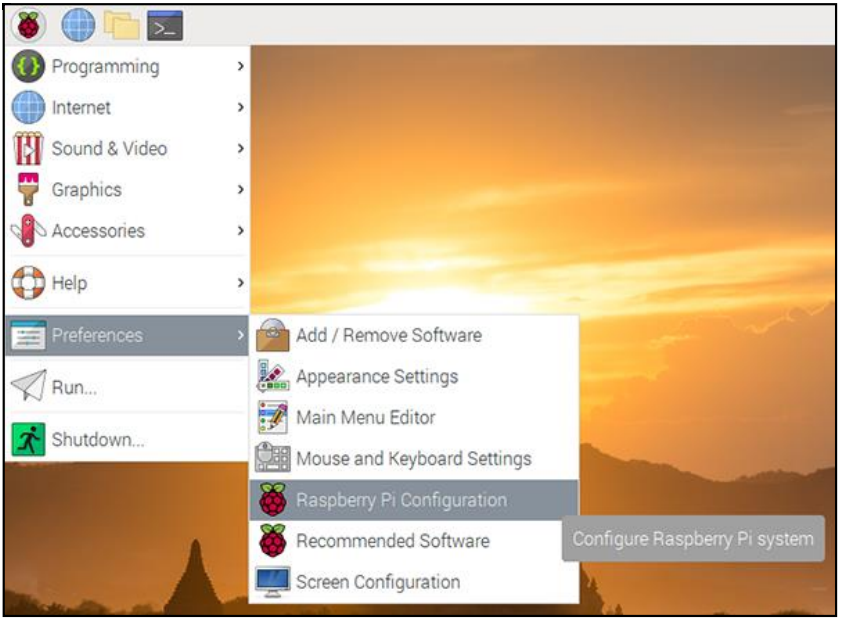 >_
Programming
Internet
Sound & Video
Graphics
Accessories
Help
Preferences
Run...
Shutdown...
Add / Remove Software
Appearance Settings
Main Menu Editor
Mouse and Keyboard Settings
Raspberry Pi Configuration
Recommended Software
Screen Configuration
Configure Raspberry Pi system